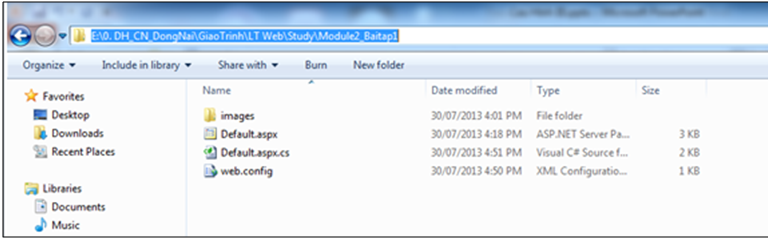 E:\0. DH_CN_DongNai\GiaoTrinh\LT Web\Study\Module2_Baitap1
Organize Include in library Share with Burn New folder
Favorites
Desktop
Downloads
Recent Places
Libraries
Documents
Music
Name Date modified Type Size
images 30/07/2013 4:01 PM File folder
Default.aspx 30/07/2013 4:18 PM ASP.NET Server Pa... 3 KB
Default.aspx.cs 30/07/2013 4:51 PM Visual C# Source f... 2 KB
web.config 30/07/2013 4:50 PM XML Configuratio... 1 KB